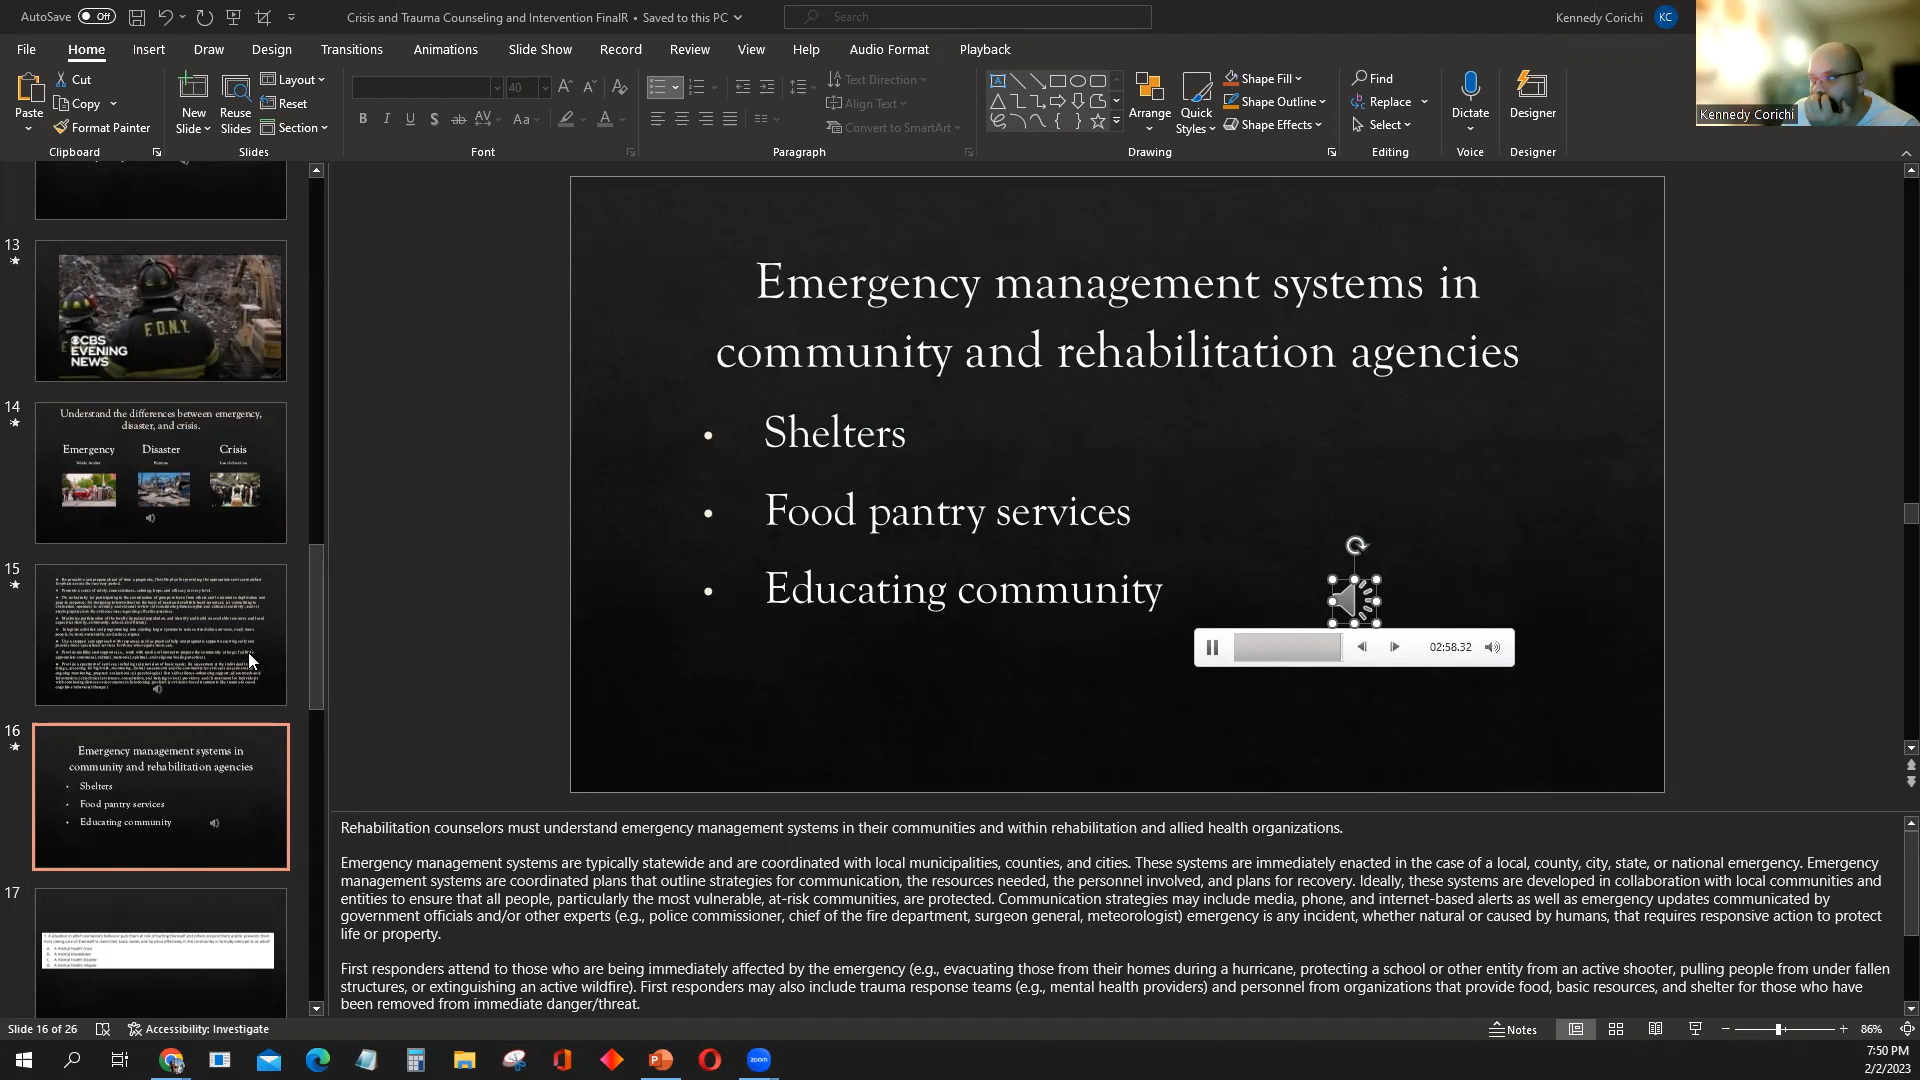 AutoSave Off
Crisis and Trauma Counseling and Intervention FinalR • Saved to this PC
Search
Kennedy Corichi
KC
File Home Insert Draw Design Transitions Animations Slide Show Record Review View Help Audio Format Playback
Paste
Cut
Copy
Format Painter
Clipboard
New Slide
Reuse Slides
Layout
Reset
Section
Slides
40
Font
Text Direction
Align Text
Convert to SmartArt
Paragraph
Arrange
Quick Styles
Shape Fill
Shape Outline
Shape Effects
Drawing
Find
Replace
Select
Editing
Dictate
Voice
Designer
Designer
Kennedy Corichi
13
F.D.N.Y.
CBS
EVENING
NEWS
14
Understand the differences between emergency,
disaster, and crisis.
Emergency Disaster Crisis
15
16
Emergency management systems in
community and rehabilitation agencies
• Shelters
• Food pantry services
• Educating community
17
Emergency management systems in
community and rehabilitation agencies
• Shelters
• Food pantry services
• Educating community
02:58.32
Rehabilitation counselors must understand emergency management systems in their communities and within rehabilitation and allied health organizations.
Emergency management systems are typically statewide and are coordinated with local municipalities, counties, and cities. These systems are immediately enacted in the case of a local, county, city, state, or national emergency. Emergency
management systems are coordinated plans that outline strategies for communication, the resources needed, the personnel involved, and plans for recovery. Ideally, these systems are developed in collaboration with local communities and
entities to ensure that all people, particularly the most vulnerable, at-risk communities, are protected. Communication strategies may include media, phone, and internet-based alerts as well as emergency updates communicated by
government officials and/or other experts (e.g., police commissioner, chief of the fire department, surgeon general, meteorologist) emergency is any incident, whether natural or caused by humans, that requires responsive action to protect
life or property.
First responders attend to those who are being immediately affected by the emergency (e.g., evacuating those from their homes during a hurricane, protecting a school or other entity from an active shooter, pulling people from under fallen
structures, or extinguishing an active wildfire). First responders may also include trauma response teams (e.g., mental health providers) and personnel from organizations that provide food, basic resources, and shelter for those who have
been removed from immediate danger/threat.
Slide 16 of 26
Accessibility: Investigate
Notes
86%
zoom
7:50 PM
2/2/2023